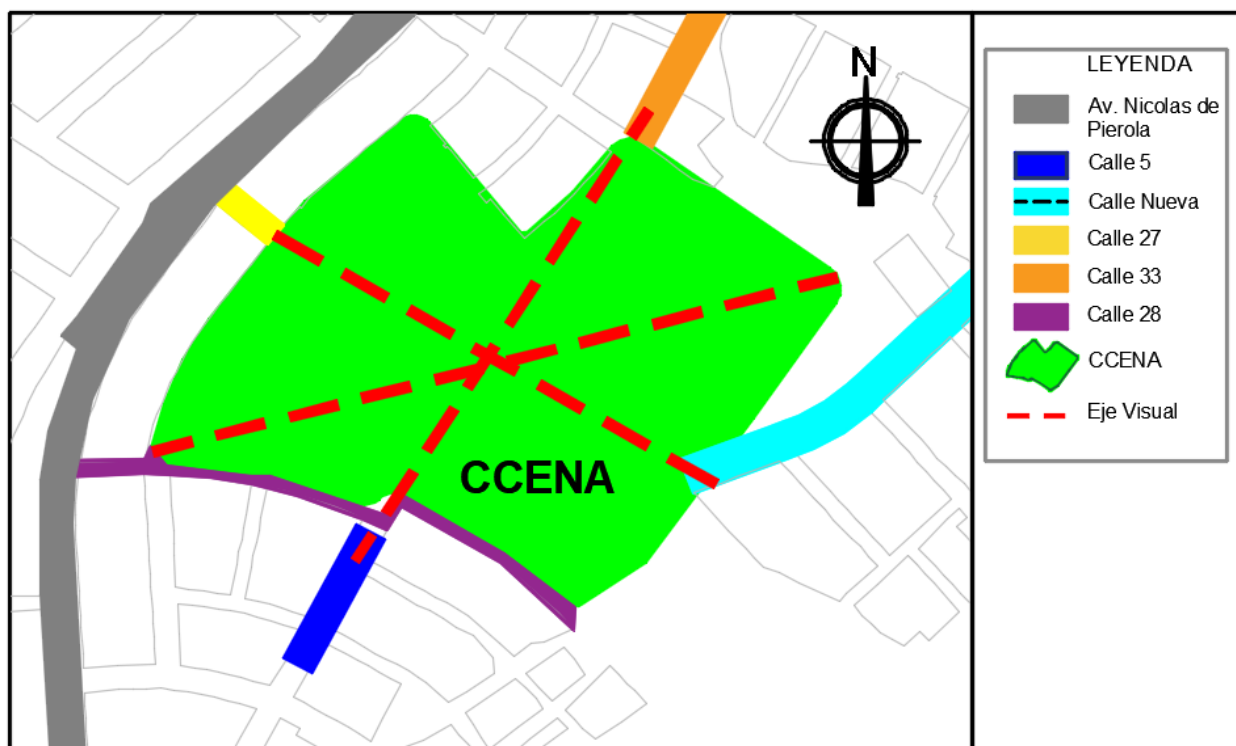 N
CCENA
LEYENDA
Av. Nicolas de
Pierola
Calle 5
Calle Nueva
Calle 27
Calle 33
Calle 28
CCENA
Eje Visual